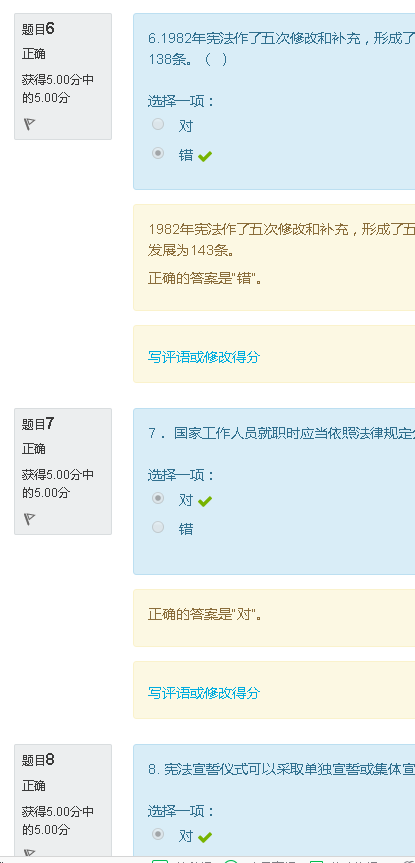 题目6
正确
获得5.00分中
的5.00分
6.1982年宪法作了五次修改和补充，形成了
138条。（ ）
选择一项：
对
错
1982年宪法作了五次修改和补充，形成了五
发展为143条。
正确的答案是“错”。
写评语或修改得分
题目7
正确
获得5.00分中
的5.00分
7． 国家工作人员就职时应当依照法律规定
选择一项：
对
错
正确的答案是“对”。
写评语或修改得分
题目8
正确
获得5.00分中
的5.00分
8. 宪法宣誓仪式可以采取单独宣誓或集体宣
选择一项：
对